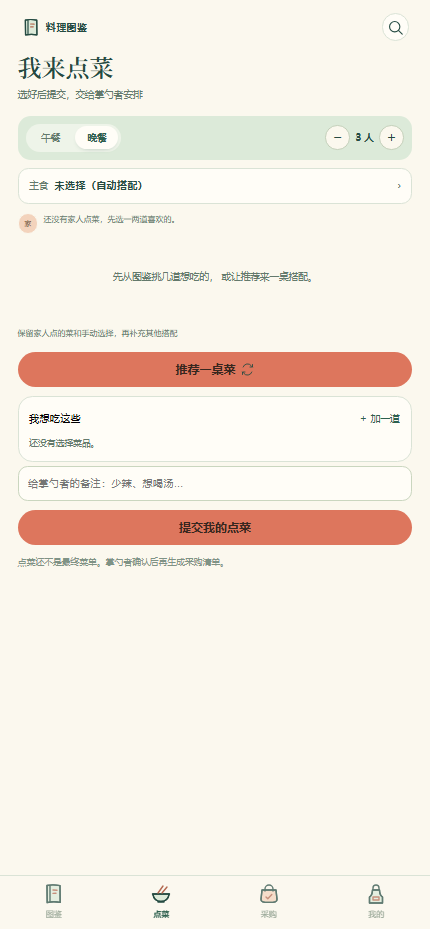 料理图鉴
我来点菜
选好后提交，交给掌勺者安排
午餐 晚餐 − 3 人 +
主食 未选择（自动搭配） ›
家 还没有家人点菜，先选一两道喜欢的。
先从图鉴挑几道想吃的， 或让推荐来一桌搭配。
保留家人点的菜和手动选择，再补充其他搭配
推荐一桌菜
我想吃这些 + 加一道
还没有选择菜品。
给掌勺者的备注：少辣、想喝汤...
提交我的点菜
点菜还不是最终菜单。掌勺确认后再生成采购清单。
图鉴 点菜 采购 我的